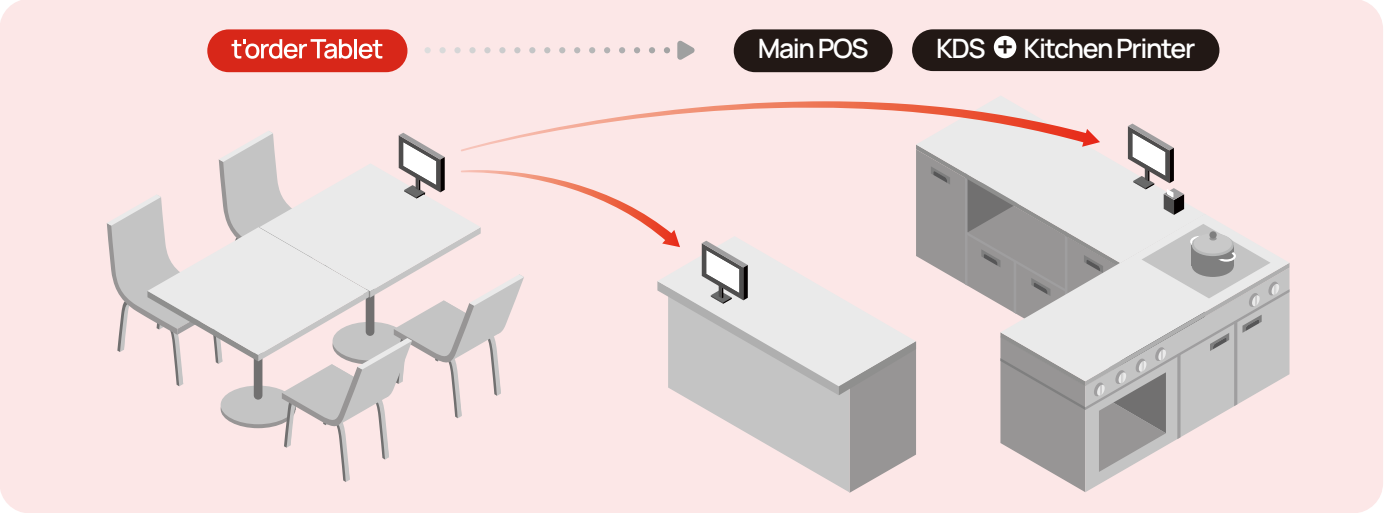 t'order Tablet
Main POS
KDS + Kitchen Printer